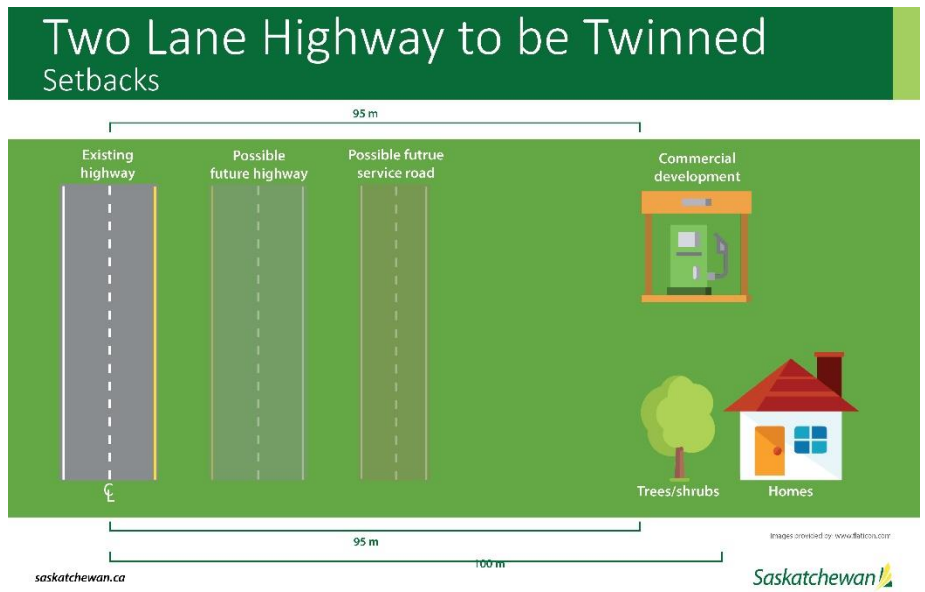 Two Lane Highway to be Twinned
Setbacks
95 m
Existing
highway
Possible
future highway
Possible futrue
service road
Commercial
development
℄
Trees/shrubs
Homes
95 m
100 m
Images provided by: www.flaticon.com
saskatchewan.ca
Saskatchewan